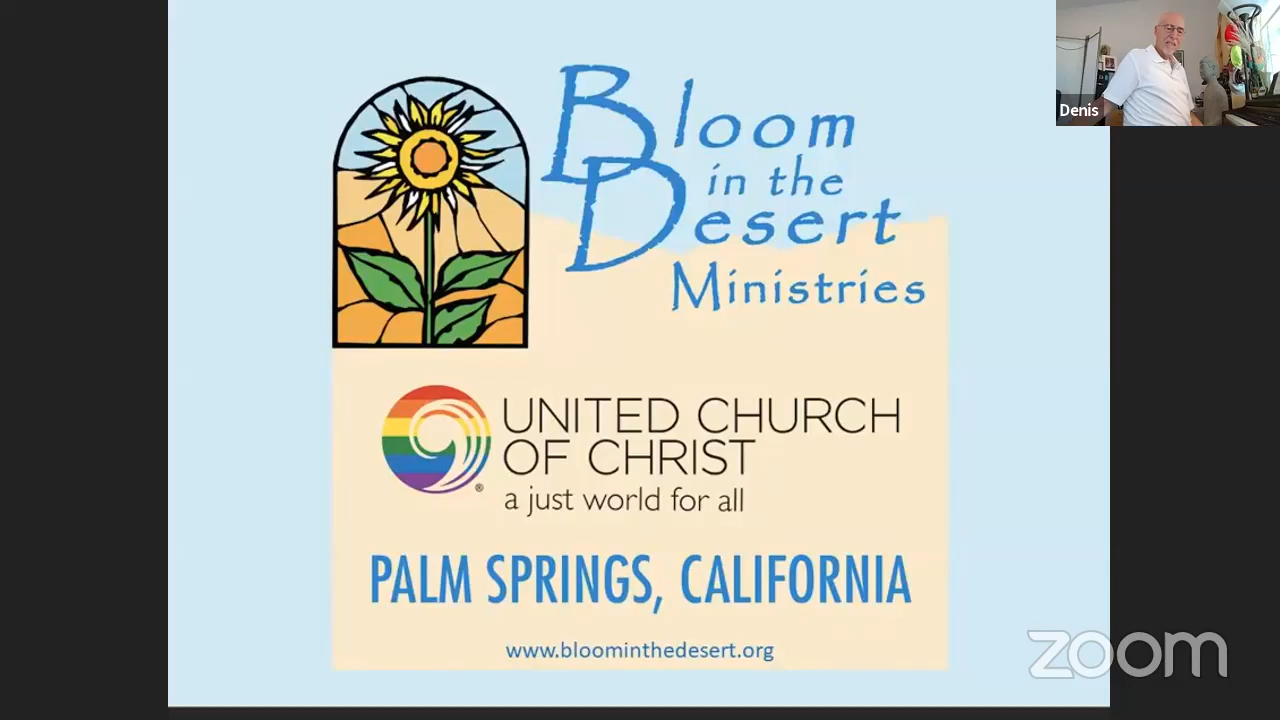 Bloom
in the
Desert
Ministries
Denis
UNITED CHURCH
OF CHRIST
®
a just world for all
PALM SPRINGS, CALIFORNIA
www.bloominthedesert.org
zoom